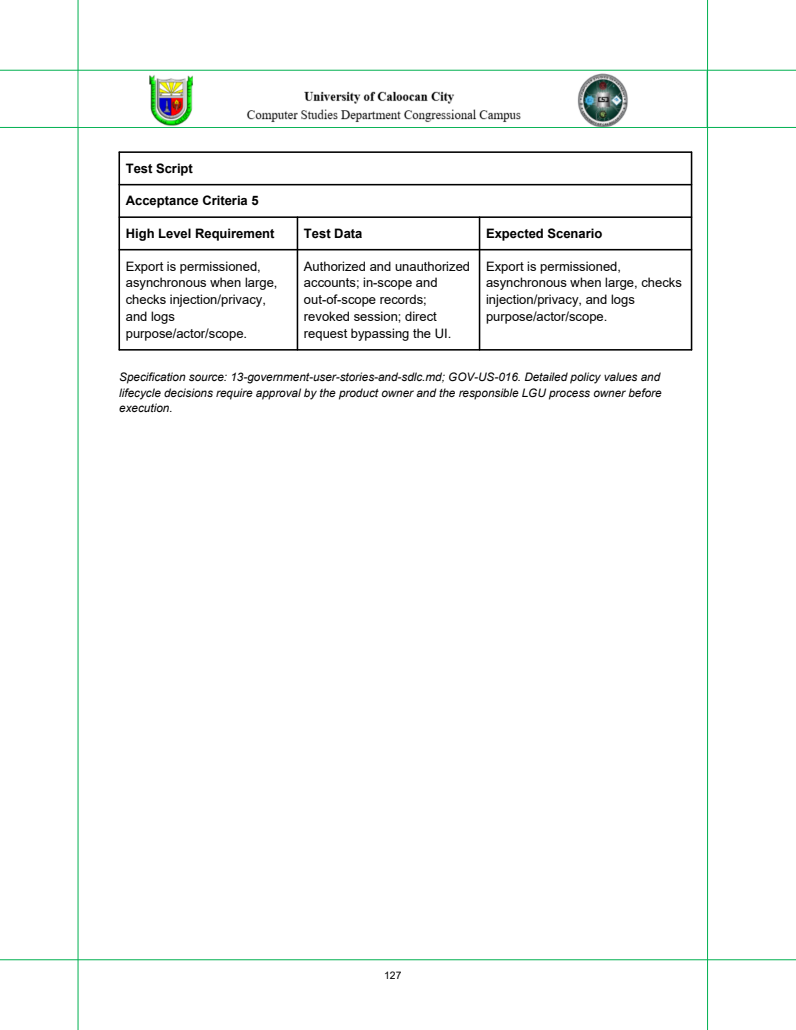 University of Caloocan City
Computer Studies Department Congressional Campus
Test Script
Acceptance Criteria 5
High Level Requirement
Test Data
Expected Scenario
Export is permissioned,
asynchronous when large,
checks injection/privacy,
and logs
purpose/actor/scope.
Authorized and unauthorized
accounts; in-scope and
out-of-scope records;
revoked session; direct
request bypassing the UI.
Export is permissioned,
asynchronous when large, checks
injection/privacy, and logs
purpose/actor/scope.
Specification source: 13-government-user-stories-and-sdlc.md; GOV-US-016. Detailed policy values and
lifecycle decisions require approval by the product owner and the responsible LGU process owner before
execution.
127